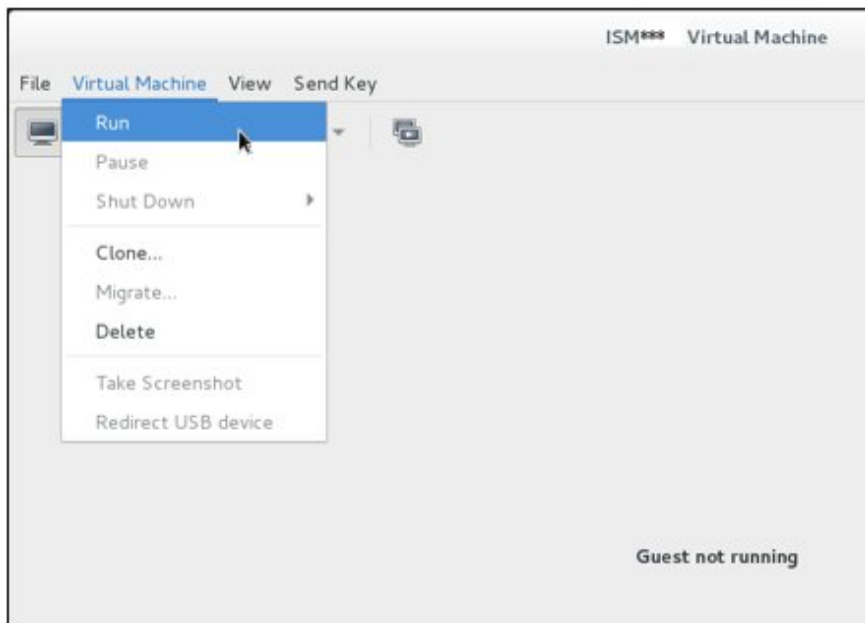 ISM*** Virtual Machine
File Virtual Machine View Send Key
Run
Pause
Shut Down
Clone...
Migrate...
Delete
Take Screenshot
Redirect USB device
Guest not running